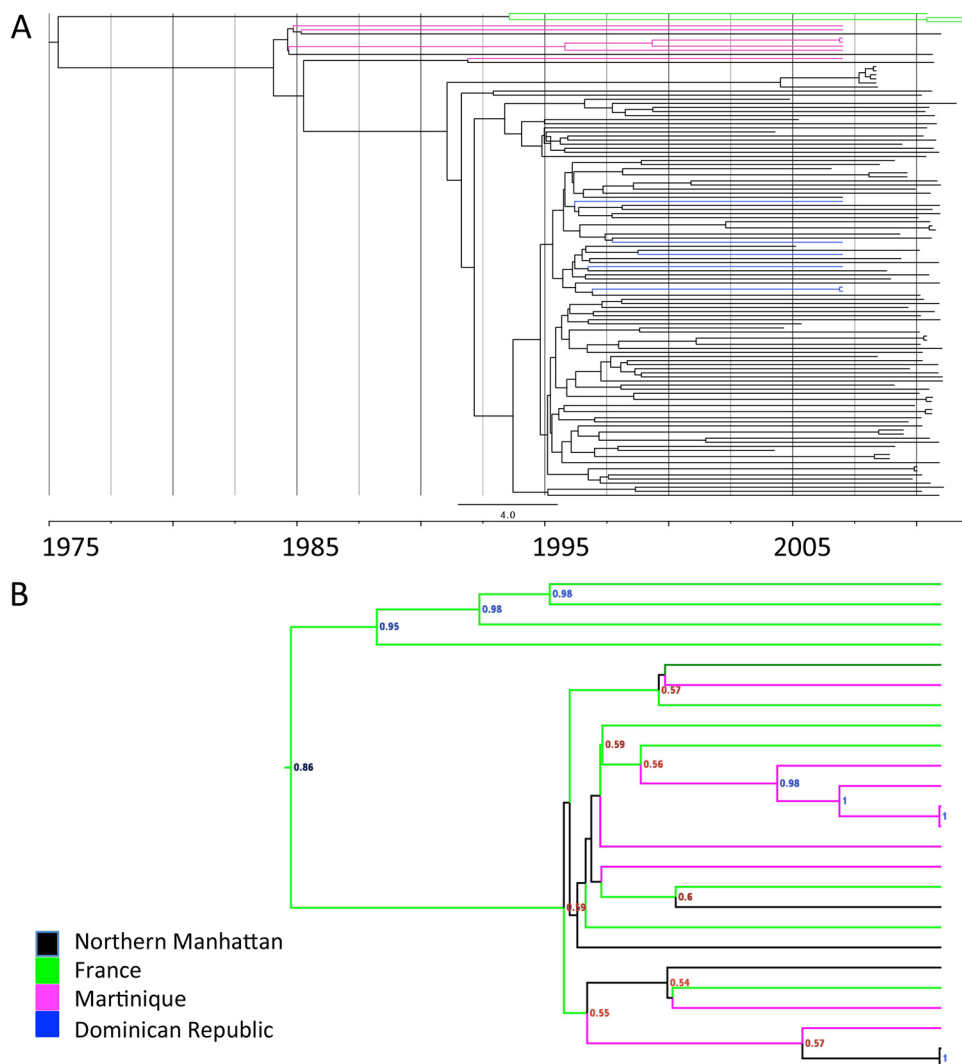 A
4.0
1975 1985 1995 2005
B
0.98
0.98
0.95
0.57
0.59
0.56
0.86
0.98
1
1
0.6
0.59
0.54
0.55
0.57
1
Northern Manhattan
France
Martinique
Dominican Republic